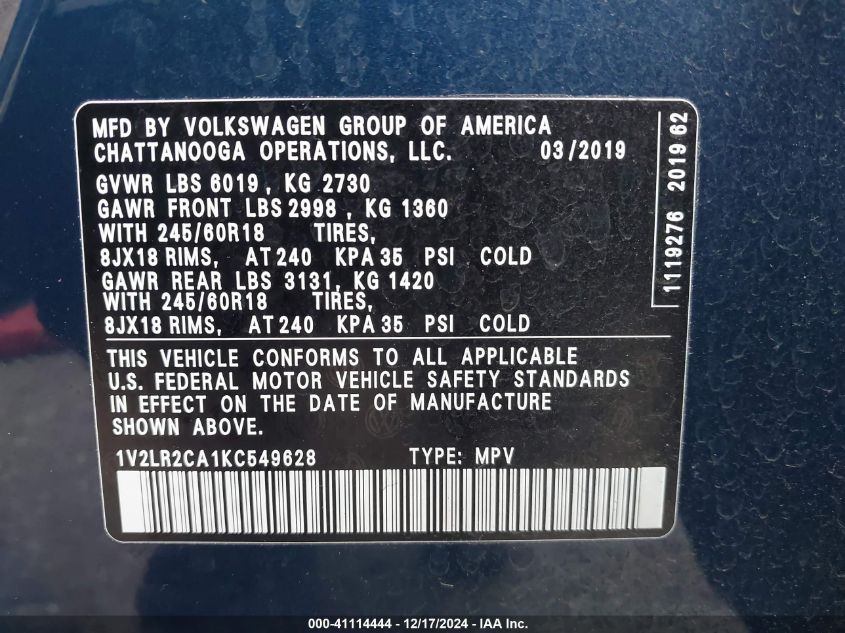 MFD BY VOLKSWAGEN GROUP OF AMERICA
CHATTANOOGA OPERATIONS, LLC. 03/2019
GVWR LBS 6019, KG 2730
GAWR FRONT LBS 2998, KG 1360
WITH 245/60R18 TIRES,
8JX18 RIMS, AT 240 KPA 35 PSI COLD
GAWR REAR LBS 3131, KG 1420
WITH 245/60R18 TIRES,
8JX18 RIMS, AT 240 KPA 35 PSI COLD
THIS VEHICLE CONFORMS TO ALL APPLICABLE
U.S. FEDERAL MOTOR VEHICLE SAFETY STANDARDS
IN EFFECT ON THE DATE OF MANUFACTURE
SHOWN ABOVE.
1V2LR2CA1KC549628 TYPE: MPV
1119276 2019 62
000-41114444 - 12/17/2024 - IAA Inc.